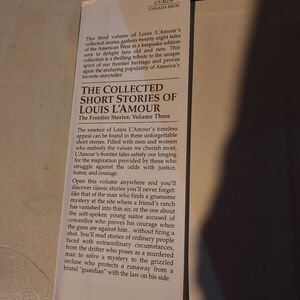 CANADA $30.00
This third volume of Louis L'Amour's
collected stories gathers twenty-eight tales
of the American West in a keepsake edition
sure to delight fans old and new. This
collection is a thrilling tribute to the unique
spirit of our frontier heritage and proves
again the enduring popularity of America's
favorite storyteller.
THE COLLECTED
SHORT STORIES OF
LOUIS L'AMOUR
The Frontier Stories: Volume Three
The essence of Louis L'Amour's timeless
appeal can be found in these unforgettable
short stories. Filled with men and women
who embody the values we cherish most,
L'Amour's frontier tales satisfy our longing
for the inspiration provided by those who
struggle against the odds with justice,
honor, and courage.
Open this volume anywhere and you'll
discover classic stories you'll never forget:
like that of the man who finds a gruesome
mystery at the site where a friend's ranch
has vanished into thin air, or the one about
the soft-spoken young suitor accused of
cowardice who proves his courage when
the guns are against him...without firing a
shot. You'll read stories of ordinary people
faced with extraordinary circumstances,
from the drifter who poses as a murdered
man to solve a mystery to the grizzled
recluse who protects a runaway from a
brutal "guardian" with the law on his side.